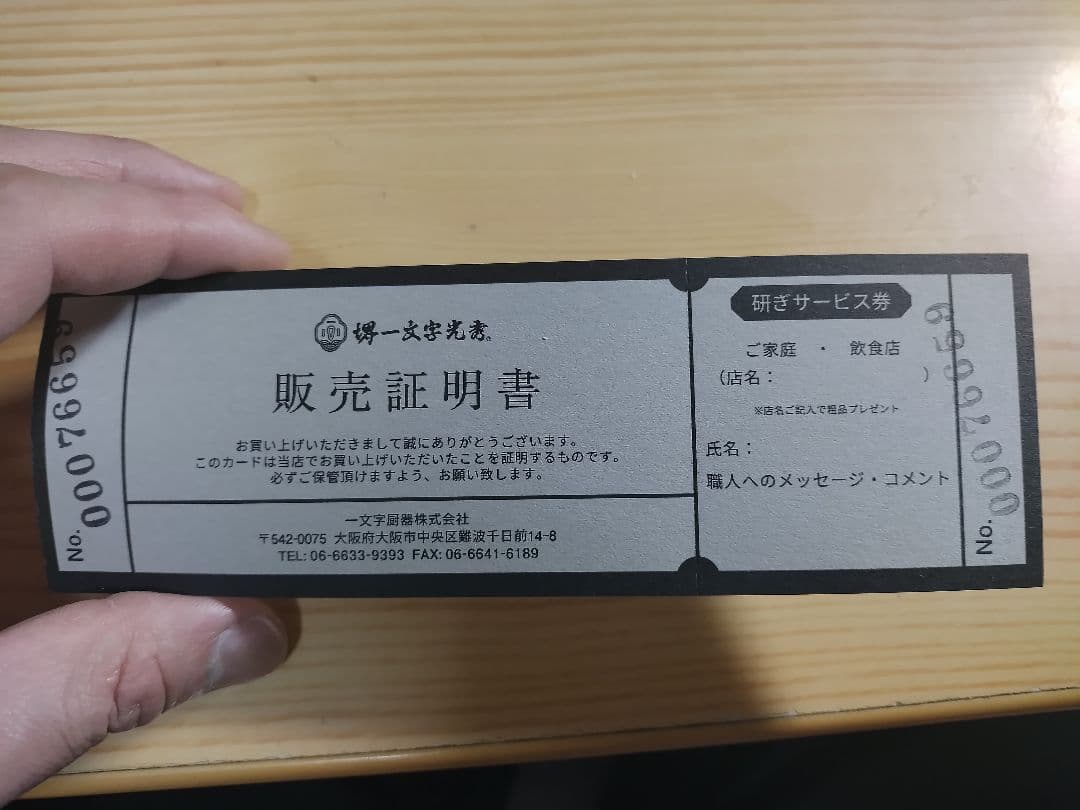 堺一文字光秀
販売証明書
お買い上げいただきまして誠にありがとうございます。
このカードは当店でお買い上げいただいたことを証明するものです。
必ずご保管頂けますよう、お願い致します。
一文字厨器株式会社
〒542-0075 大阪府大阪市中央区難波千日前14-8
TEL: 06-6633-9393 FAX: 06-6641-6189
No. 00076659
研ぎサービス券
ご家庭 ・ 飲食店
(店名: )
※店名ご記入で粗品プレゼント
氏名:
職人へのメッセージ・コメント
No. 00076659